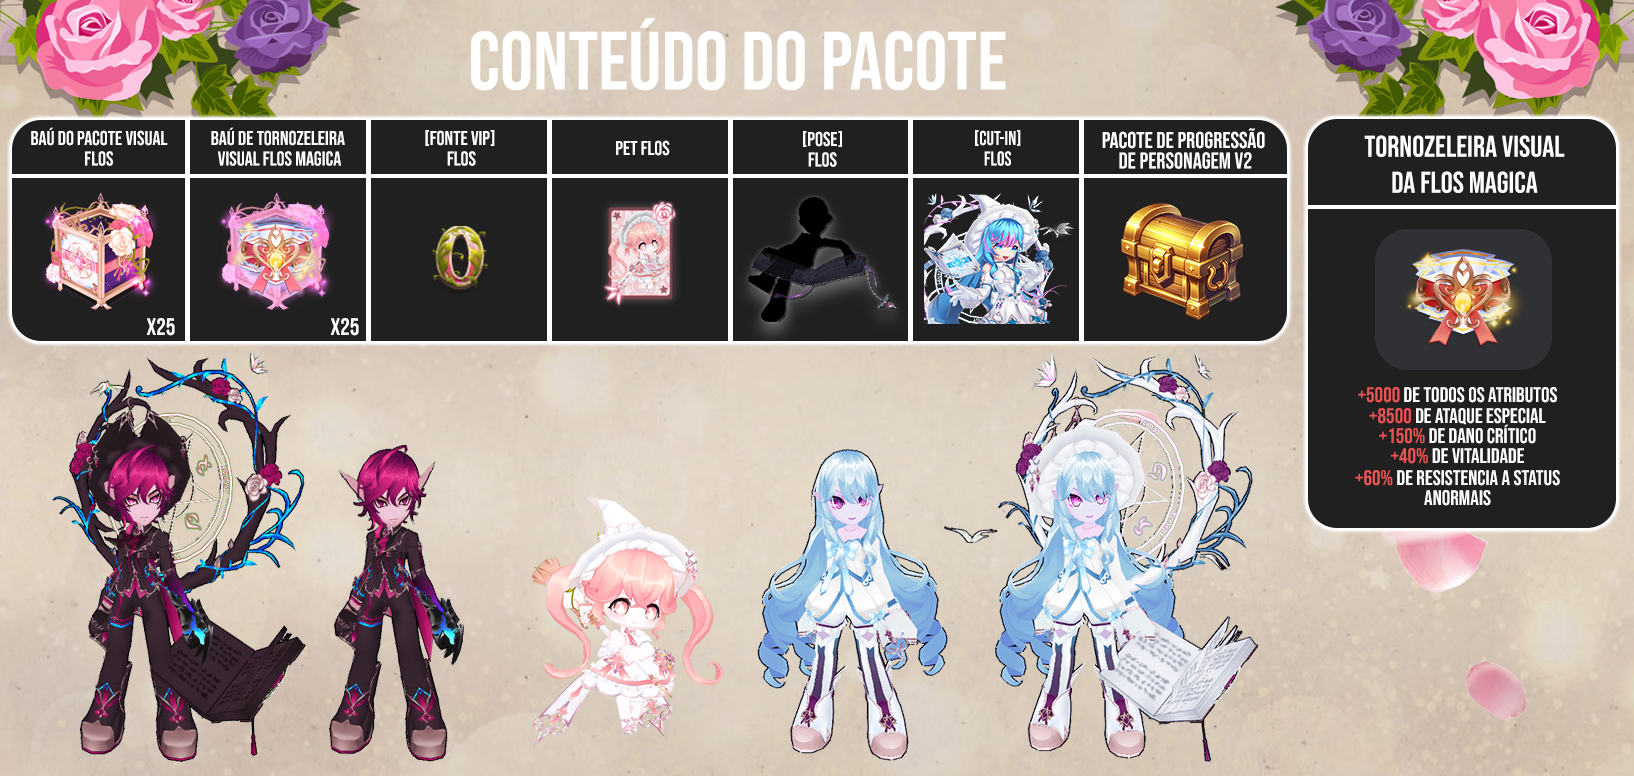 CONTEÚDO DO PACOTE
BAÚ DO PACOTE VISUAL
FLOS
X25
BAÚ DE TORNOZELEIRA
VISUAL FLOS MAGICA
X25
[FONTE VIP]
FLOS
0
PET FLOS
[POSE]
FLOS
[CUT-IN]
FLOS
PACOTE DE PROGRESSÃO
DE PERSONAGEM V2
TORNOZELEIRA VISUAL
DA FLOS MAGICA
+5000 DE TODOS OS ATRIBUTOS
+8500 DE ATAQUE ESPECIAL
+150% DE DANO CRÍTICO
+40% DE VITALIDADE
+60% DE RESISTENCIA A STATUS
ANORMAIS